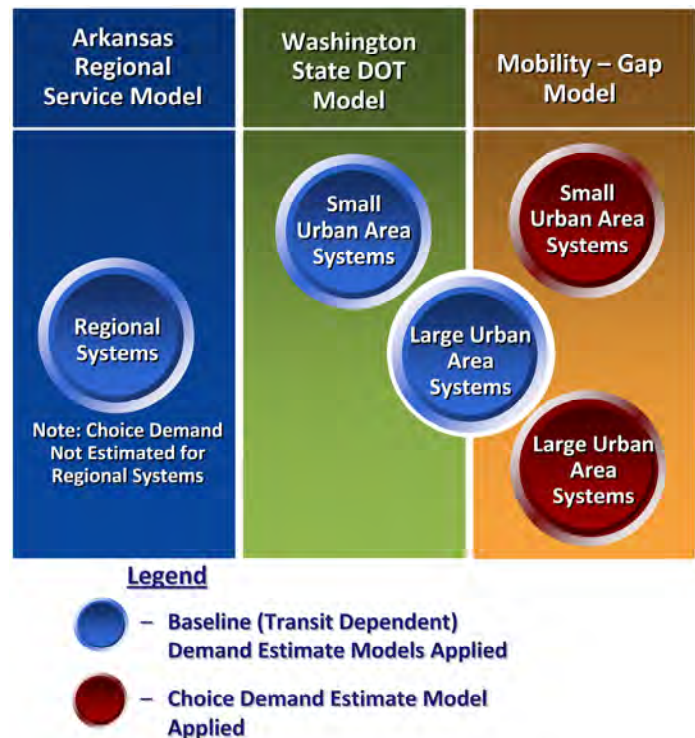 Arkansas
Regional
Service Model
Washington
State DOT
Model
Mobility – Gap
Model
Regional
Systems
Note: Choice Demand
Not Estimated for
Regional Systems
Small
Urban Area
Systems
Large Urban
Area
Systems
Small
Urban Area
Systems
Large Urban
Area
Systems
Legend
– Baseline (Transit Dependent)
Demand Estimate Models Applied
– Choice Demand Estimate Model
Applied